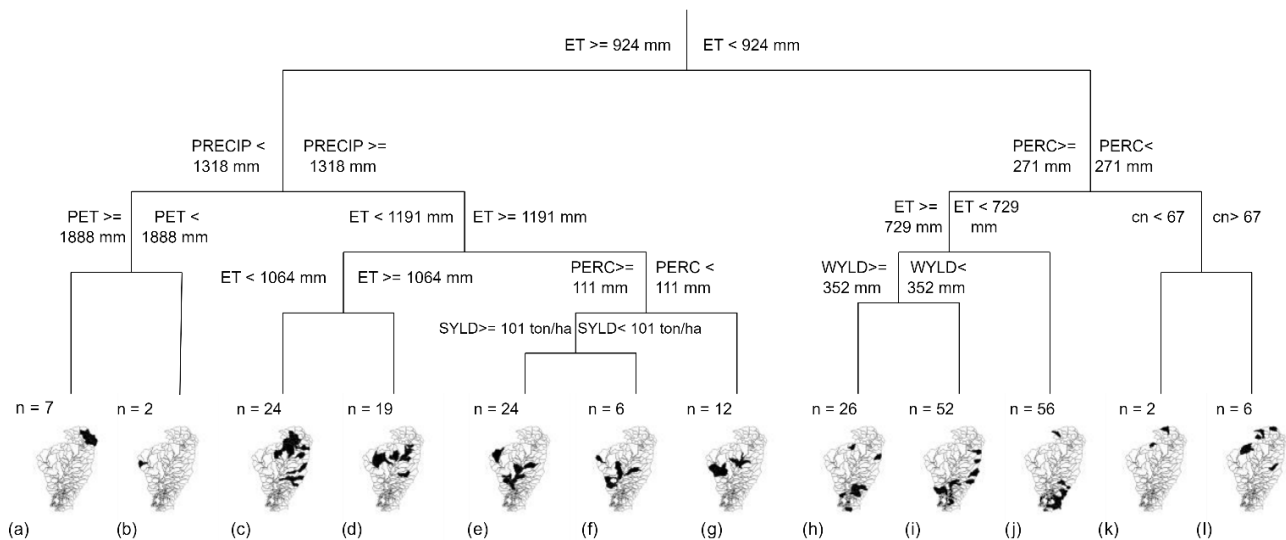 ET >= 924 mm
ET < 924 mm
PRECIP <
1318 mm
PRECIP >=
1318 mm
PERC>=
271 mm
PERC<
271 mm
PET >=
1888 mm
PET <
1888 mm
ET < 1191 mm
ET >= 1191 mm
ET >=
729 mm
ET < 729
mm
cn < 67
cn> 67
ET < 1064 mm
ET >= 1064 mm
PERC>=
111 mm
PERC <
111 mm
WYLD>=
352 mm
WYLD<
352 mm
SYLD>= 101 ton/ha
SYLD< 101 ton/ha
n = 7
n = 2
n = 24
n = 19
n = 24
n = 6
n = 12
n = 26
n = 52
n = 56
n = 2
n = 6
(a)
(b)
(c)
(d)
(e)
(f)
(g)
(h)
(i)
(j)
(k)
(l)